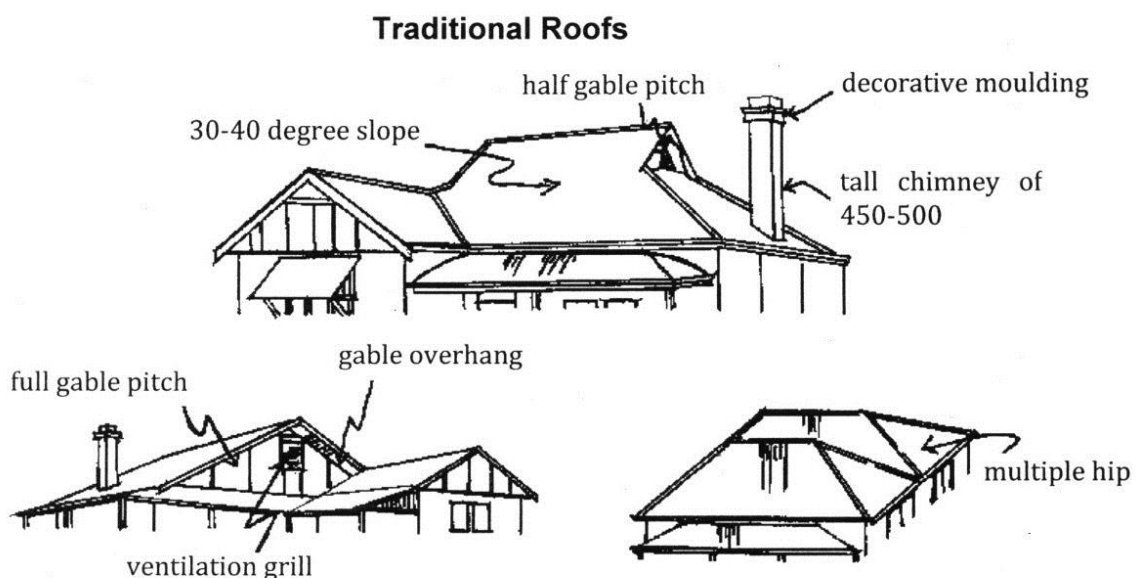 Traditional Roofs
half gable pitch
decorative moulding
30-40 degree slope
tall chimney of
450-500
gable overhang
full gable pitch
multiple hip
ventilation grill